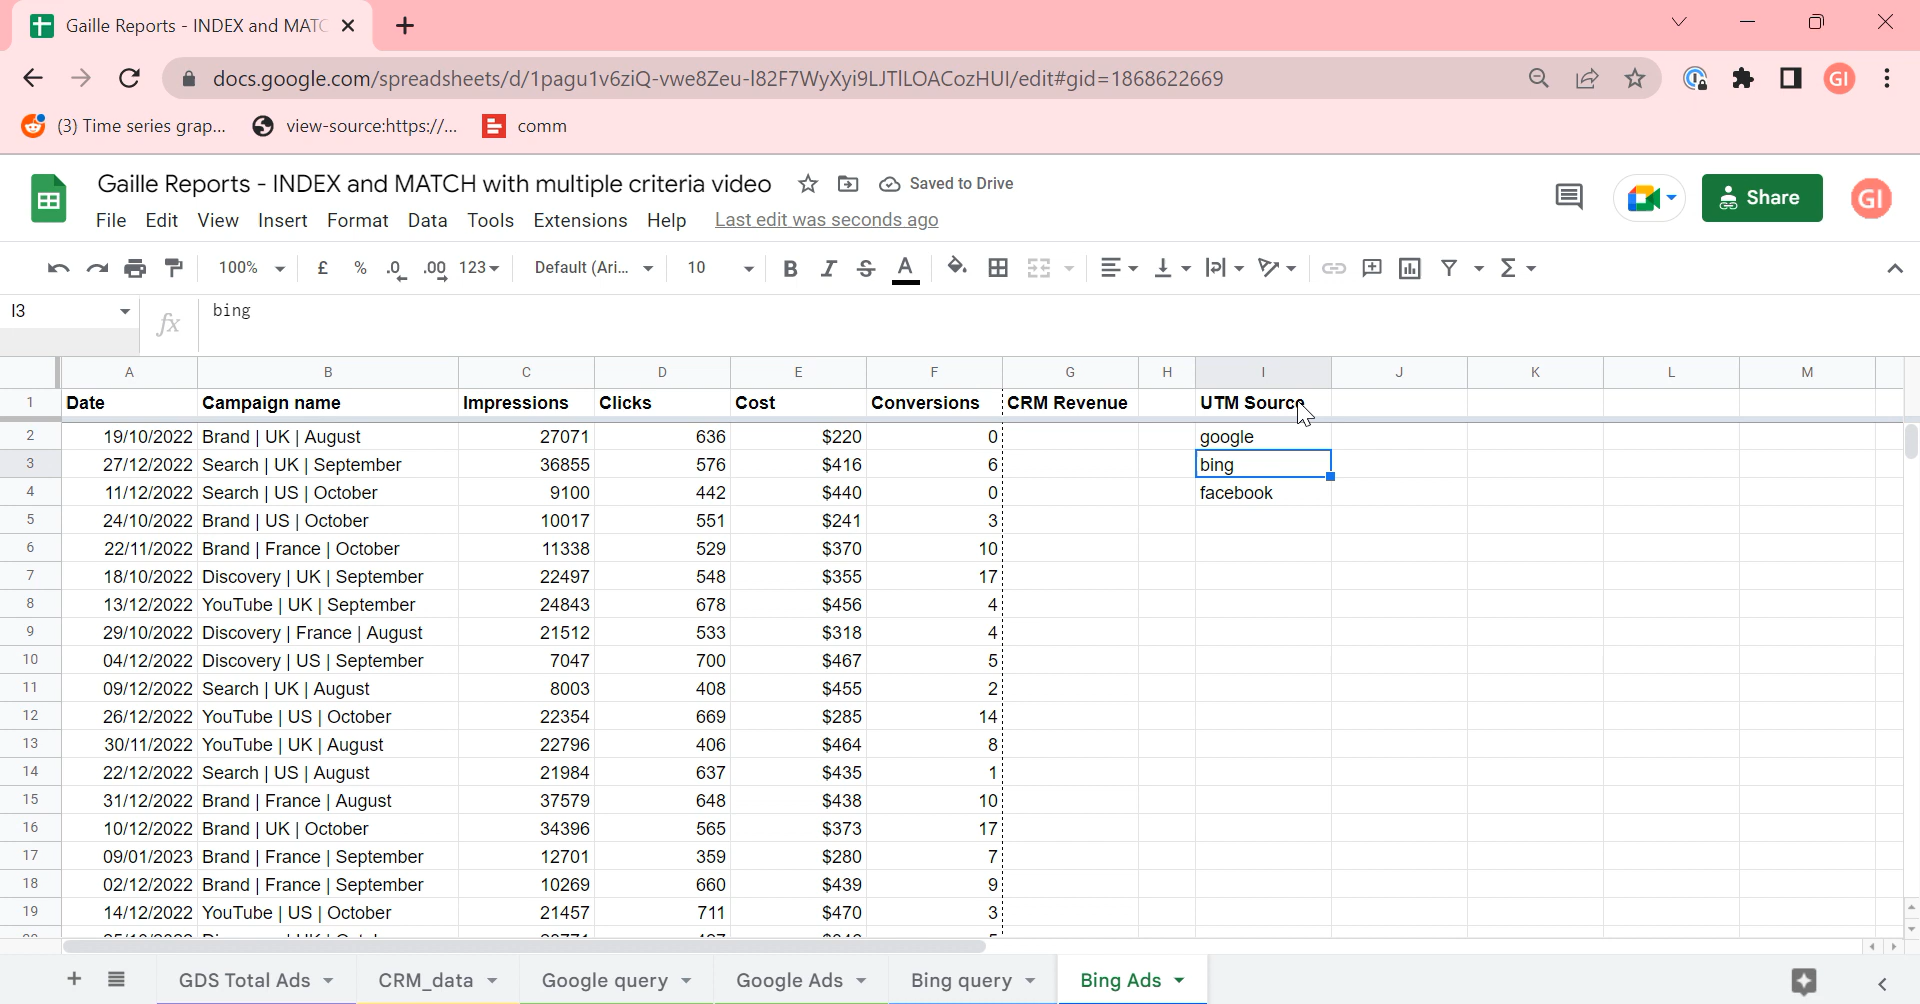 Gaille Reports - INDEX and MATC
docs.google.com/spreadsheets/d/1pagu1v6ziQ-vwe8Zeu-I82F7WyXyi9LJTlLOACozHUI/edit#gid=1868622669
GI
(3) Time series grap... view-source:https://... comm
Gaille Reports - INDEX and MATCH with multiple criteria video Saved to Drive
File Edit View Insert Format Data Tools Extensions Help Last edit was seconds ago
Share GI
100% £ % .0 .00 123 Default (Ari... 10 B I S A
I3 fx bing
A B C D E F G H I J K L M
1 Date Campaign name Impressions Clicks Cost Conversions CRM Revenue UTM Source
2 19/10/2022 Brand | UK | August 27071 636 $220 0 google
3 27/12/2022 Search | UK | September 36855 576 $416 6 bing
4 11/12/2022 Search | US | October 9100 442 $440 0 facebook
5 24/10/2022 Brand | US | October 10017 551 $241 3
6 22/11/2022 Brand | France | October 11338 529 $370 10
7 18/10/2022 Discovery | UK | September 22497 548 $355 17
8 13/12/2022 YouTube | UK | September 24843 678 $456 4
9 29/10/2022 Discovery | France | August 21512 533 $318 4
10 04/12/2022 Discovery | US | September 7047 700 $467 5
11 09/12/2022 Search | UK | August 8003 408 $455 2
12 26/12/2022 YouTube | US | October 22354 669 $285 14
13 30/11/2022 YouTube | UK | August 22796 406 $464 8
14 22/12/2022 Search | US | August 21984 637 $435 1
15 31/12/2022 Brand | France | August 37579 648 $438 10
16 10/12/2022 Brand | UK | October 34396 565 $373 17
17 09/01/2023 Brand | France | September 12701 359 $280 7
18 02/12/2022 Brand | France | September 10269 660 $439 9
19 14/12/2022 YouTube | US | October 21457 711 $470 3
GDS Total Ads CRM_data Google query Google Ads Bing query Bing Ads